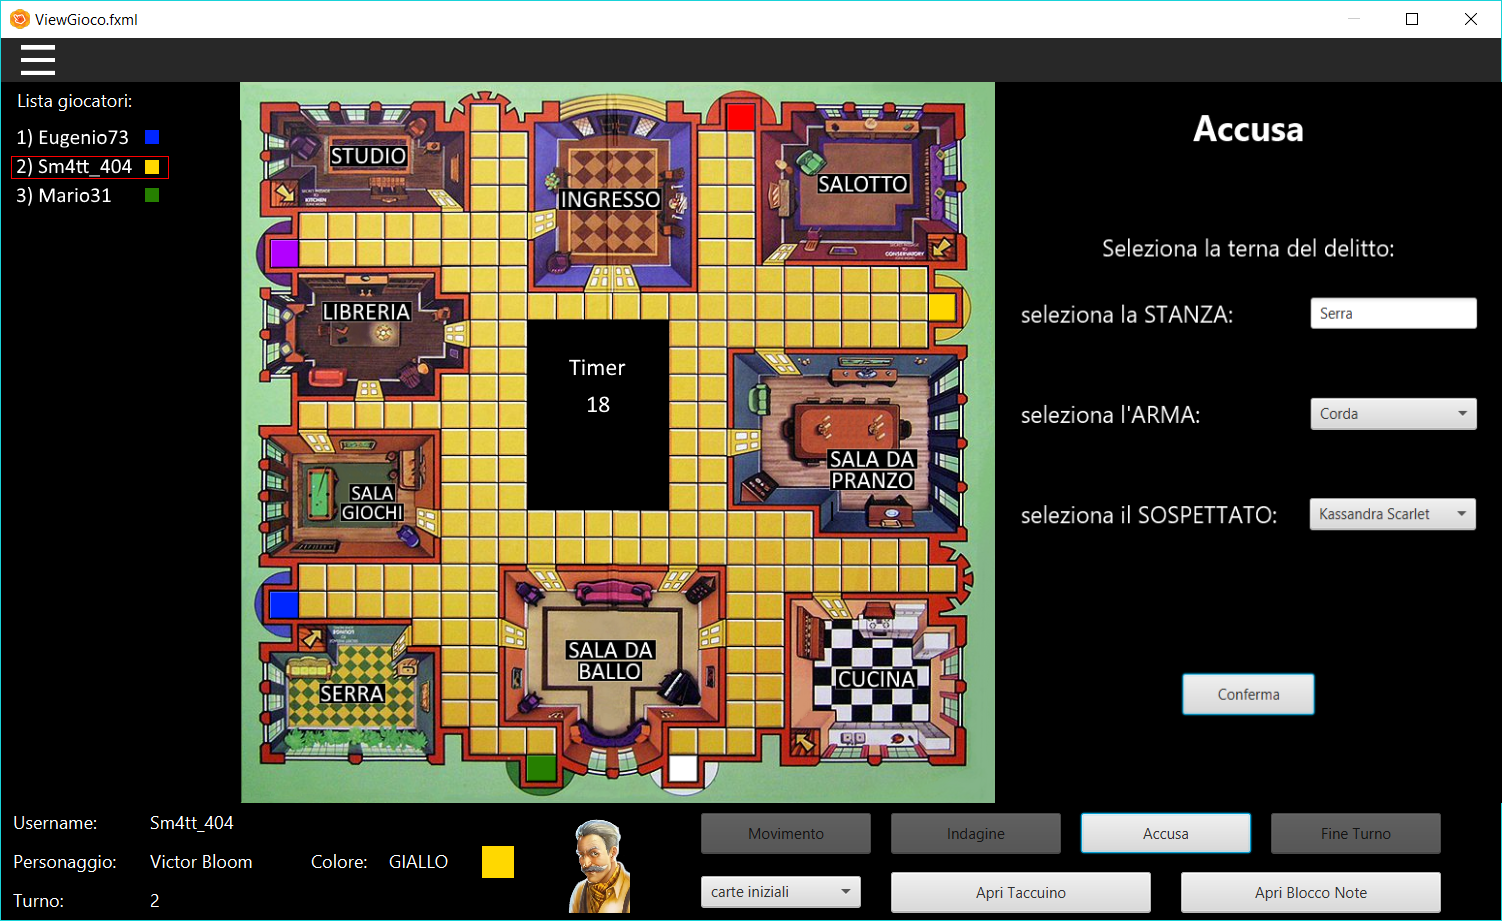 ViewGioco.fxml
Lista giocatori:
1) Eugenio73
2) Sm4tt_404
3) Mario31
STUDIO
INGRESSO
SALOTTO
LIBRERIA
Timer
18
SALA DA
PRANZO
SALA
GIOCHI
SALA DA
BALLO
SERRA
CUCINA
Accusa
Seleziona la terna del delitto:
seleziona la STANZA:
Serra
seleziona l'ARMA:
Corda
seleziona il SOSPETTATO:
Kassandra Scarlet
Conferma
Username:
Sm4tt_404
Personaggio:
Victor Bloom
Colore:
GIALLO
Turno:
2
Movimento
Indagine
Accusa
Fine Turno
carte iniziali
Apri Taccuino
Apri Blocco Note